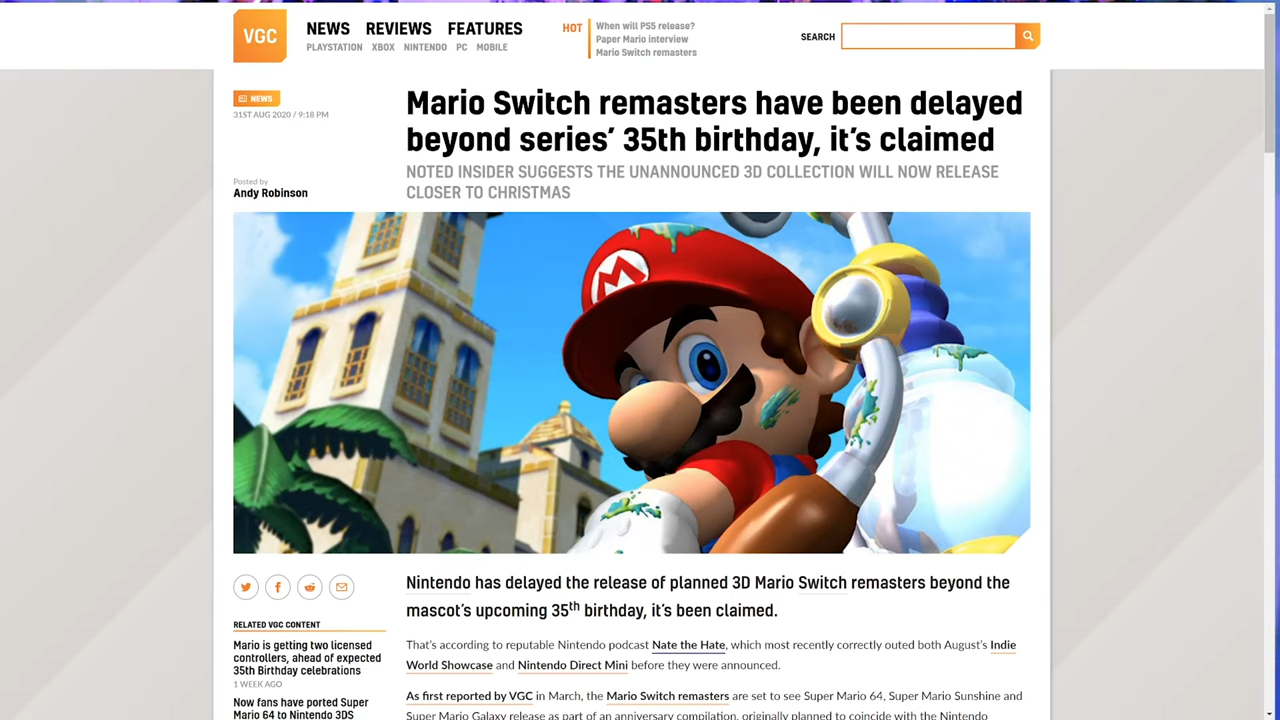 VGC
NEWS REVIEWS FEATURES
PLAYSTATION XBOX NINTENDO PC MOBILE
HOT
When will PS5 release?
Paper Mario interview
Mario Switch remasters
SEARCH
NEWS
31ST AUG 2020 / 9:18 PM
Posted by
Andy Robinson
Mario Switch remasters have been delayed
beyond series’ 35th birthday, it’s claimed
NOTED INSIDER SUGGESTS THE UNANNOUNCED 3D COLLECTION WILL NOW RELEASE
CLOSER TO CHRISTMAS
M
Nintendo has delayed the release of planned 3D Mario Switch remasters beyond the
mascot’s upcoming 35th birthday, it’s been claimed.
That’s according to reputable Nintendo podcast Nate the Hate, which most recently correctly outed both August’s Indie
World Showcase and Nintendo Direct Mini before they were announced.
As first reported by VGC in March, the Mario Switch remasters are set to see Super Mario 64, Super Mario Sunshine and
Super Mario Galaxy release as part of an anniversary compilation, originally planned to coincide with the Nintendo
RELATED VGC CONTENT
Mario is getting two licensed
controllers, ahead of expected
35th Birthday celebrations
1 WEEK AGO
Now fans have ported Super
Mario 64 to Nintendo 3DS